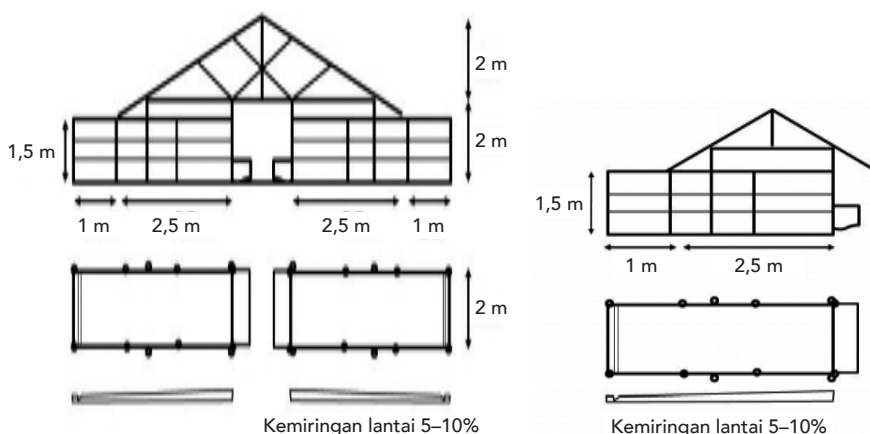 2 m
1,5 m
2 m
1 m 2,5 m 2,5 m 1 m
2 m
Kemiringan lantai 5–10%
1,5 m
1 m 2,5 m
Kemiringan lantai 5–10%